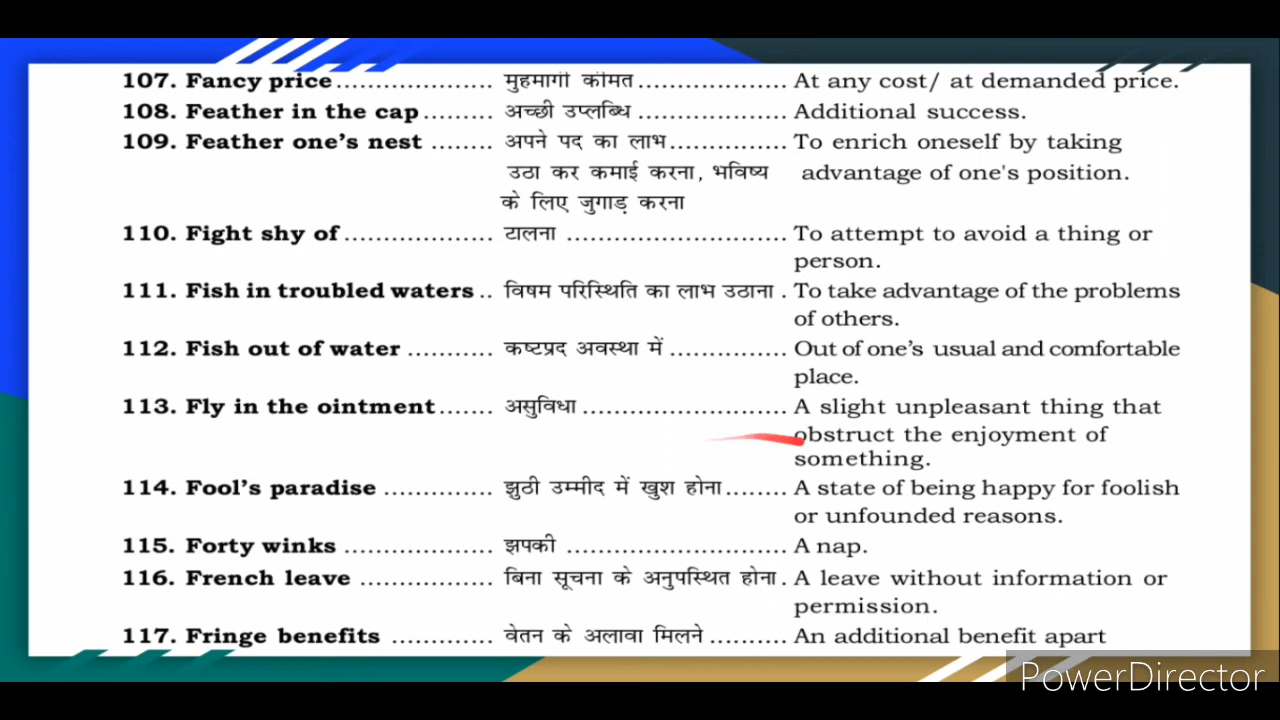 107. Fancy price.................... मुहमागी कीमत................... At any cost/ at demanded price.
108. Feather in the cap......... अच्छी उप्लब्धि ................... Additional success.
109. Feather one's nest ........ अपने पद का लाभ............... To enrich oneself by taking
उठा कर कमाई करना, भविष्य advantage of one's position.
के लिए जुगाड़ करना
110. Fight shy of................... टालना ............................ To attempt to avoid a thing or
person.
111. Fish in troubled waters .. विषम परिस्थिति का लाभ उठाना . To take advantage of the problems
of others.
112. Fish out of water ........... कष्टप्रद अवस्था में............... Out of one's usual and comfortable
place.
113. Fly in the ointment....... असुविधा .......................... A slight unpleasant thing that
obstruct the enjoyment of
something.
114. Fool's paradise .............. झुठी उम्मीद में खुश होना........ A state of being happy for foolish
or unfounded reasons.
115. Forty winks ................... झपकी ............................ A nap.
116. French leave ................. बिना सूचना के अनुपस्थित होना. A leave without information or
permission.
117. Fringe benefits ............. वेतन के अलावा मिलने .......... An additional benefit apart
PowerDirector